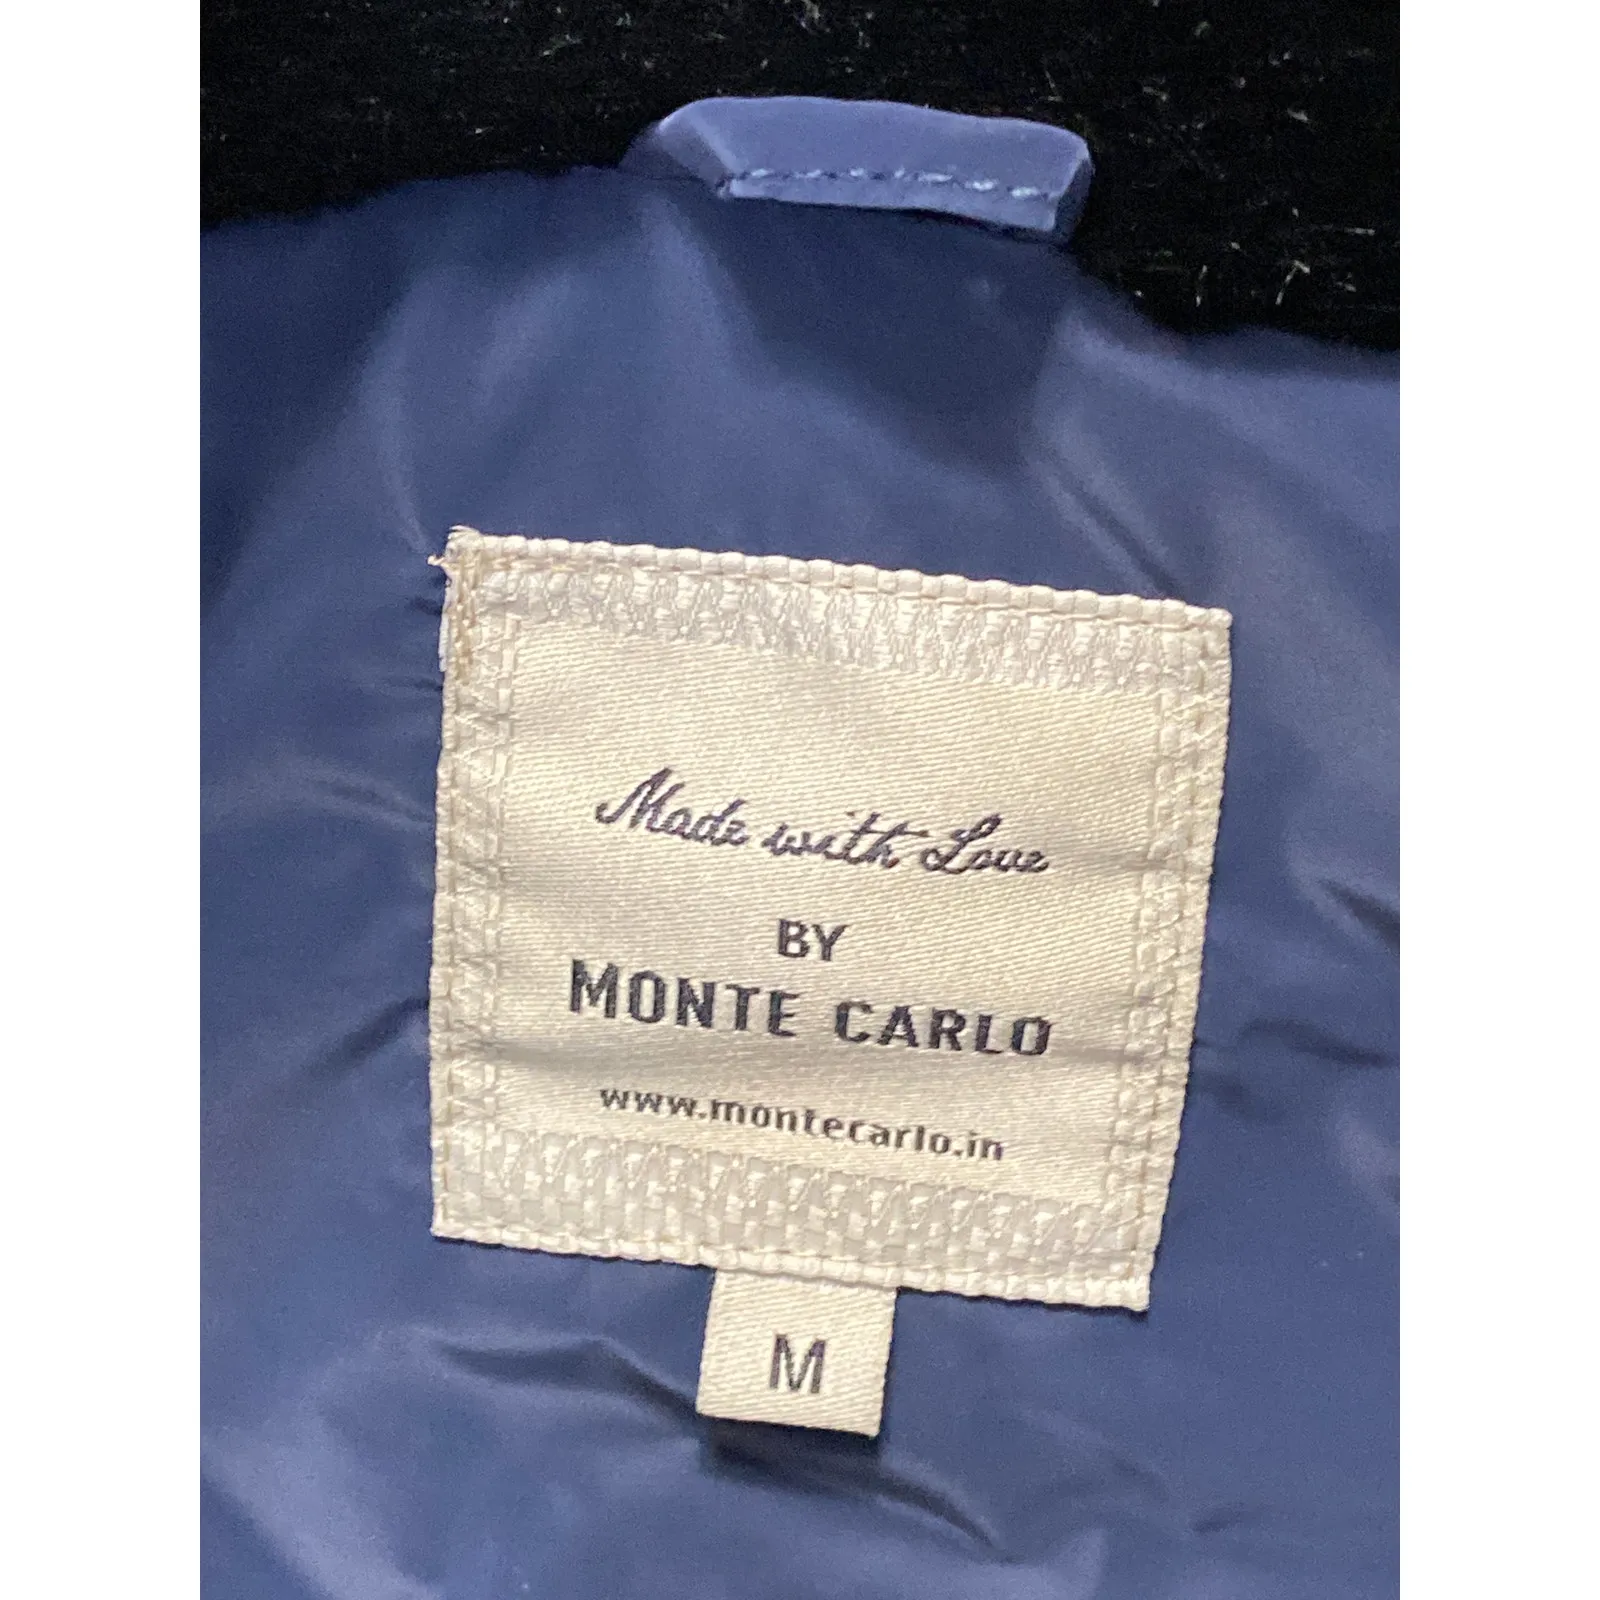 Made with Love
BY
MONTE CARLO
www.montecarlo.in
M